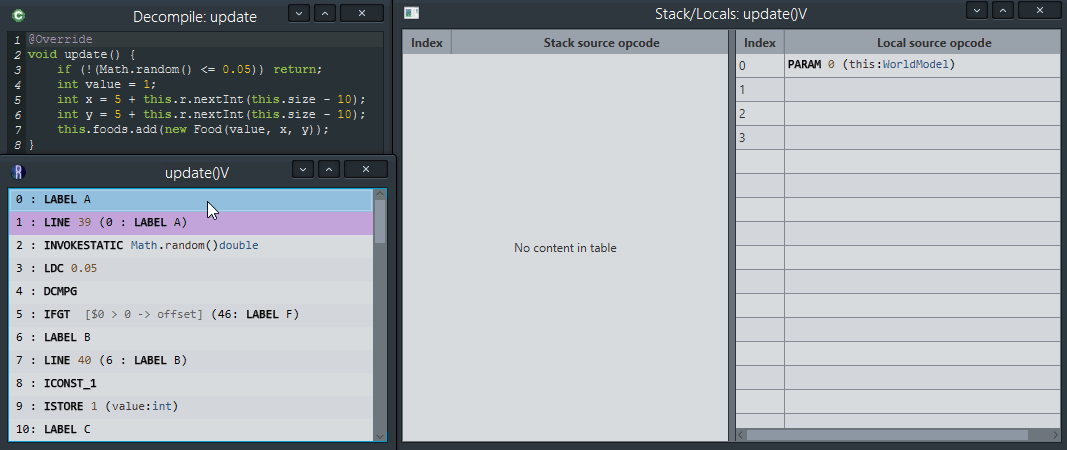 Decompile: update
1 @Override
2 void update() {
3 if (!(Math.random() <= 0.05)) return;
4 int value = 1;
5 int x = 5 + this.r.nextInt(this.size - 10);
6 int y = 5 + this.r.nextInt(this.size - 10);
7 this.foods.add(new Food(value, x, y));
8 }
update()V
0 : LABEL A
1 : LINE 39 (0 : LABEL A)
2 : INVOKESTATIC Math.random()double
3 : LDC 0.05
4 : DCMPG
5 : IFGT [$0 > 0 -> offset] (46: LABEL F)
6 : LABEL B
7 : LINE 40 (6 : LABEL B)
8 : ICONST_1
9 : ISTORE 1 (value:int)
10: LABEL C
Stack/Locals: update()V
Index Stack source opcode
No content in table
Index Local source opcode
0 PARAM 0 (this:WorldModel)
1
2
3